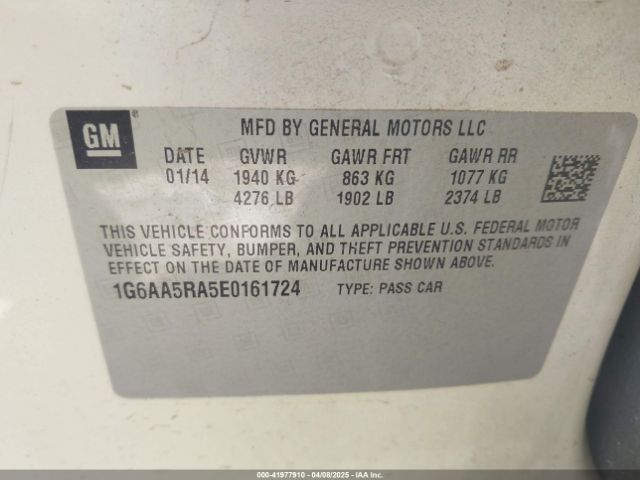 GM
®
MFD BY GENERAL MOTORS LLC
DATE GVWR GAWR FRT GAWR RR
01/14 1940 KG 863 KG 1077 KG
4276 LB 1902 LB 2374 LB
THIS VEHICLE CONFORMS TO ALL APPLICABLE U.S. FEDERAL MOTOR
VEHICLE SAFETY, BUMPER, AND THEFT PREVENTION STANDARDS IN
EFFECT ON THE DATE OF MANUFACTURE SHOWN ABOVE.
1G6AA5RA5E0161724 TYPE: PASS CAR
000-41977910 - 04/08/2025 - IAA Inc.